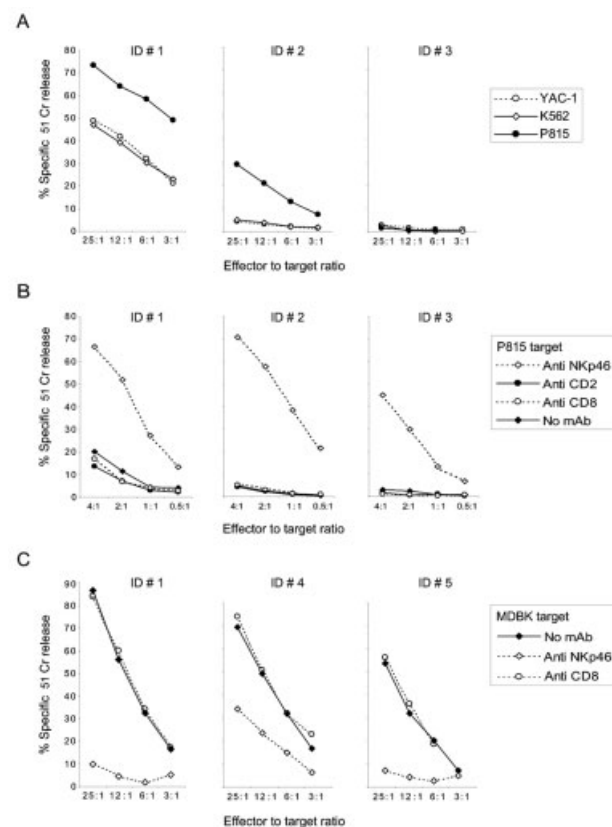 A
ID # 1 ID # 2 ID # 3
80
70
60
50
40
30
20
10
0
% Specific 51 Cr release
25:1 12:1 6:1 3:1 25:1 12:1 6:1 3:1 25:1 12:1 6:1 3:1
Effector to target ratio
YAC-1
K562
P815
B
ID # 1 ID # 2 ID # 3
80
70
60
50
40
30
20
10
0
% Specific 51 Cr release
4:1 2:1 1:1 0.5:1 4:1 2:1 1:1 0.5:1 4:1 2:1 1:1 0.5:1
Effector to target ratio
P815 target
Anti NKp46
Anti CD2
Anti CD8
No mAb
C
ID # 1 ID # 4 ID # 5
90
80
70
60
50
40
30
20
10
0
% Specific 51 Cr release
25:1 12:1 6:1 3:1 25:1 12:1 6:1 3:1 25:1 12:1 6:1 3:1
Effector to target ratio
MDBK target
No mAb
Anti NKp46
Anti CD8